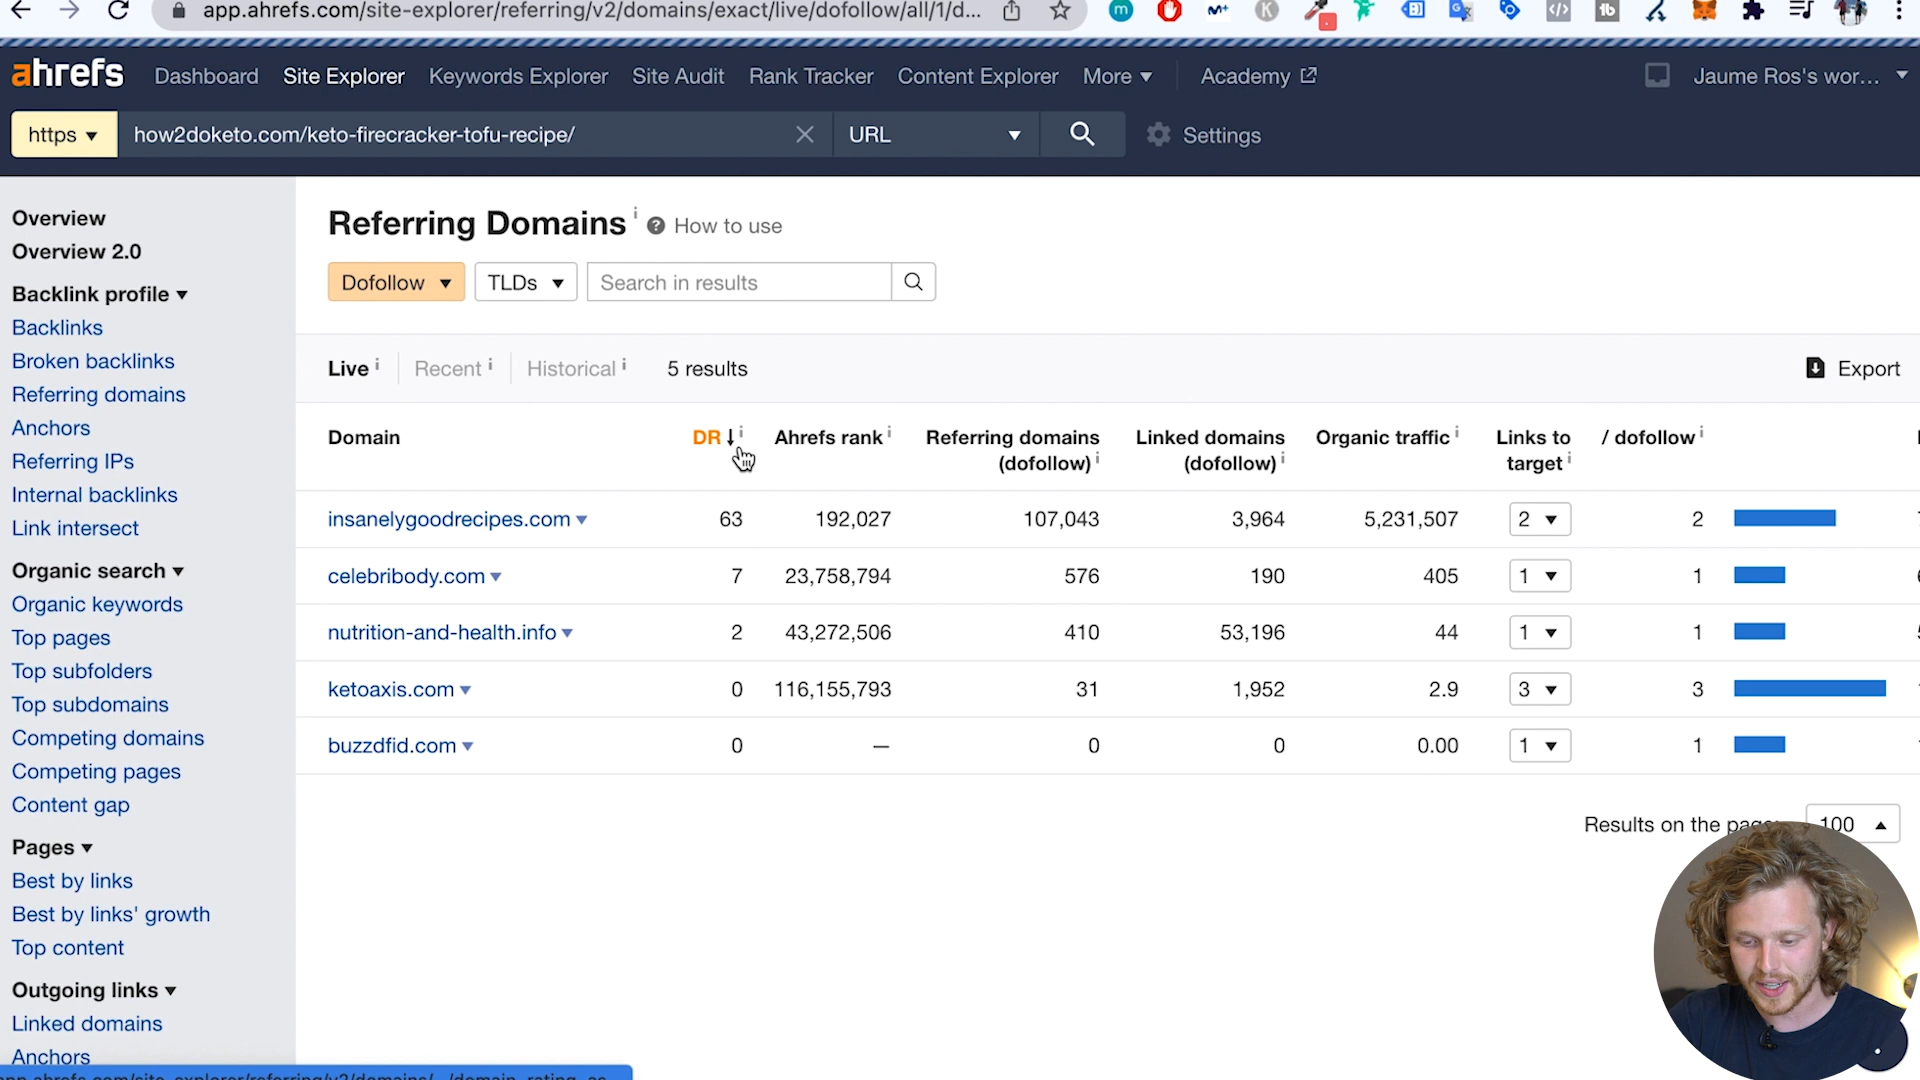 app.ahrefs.com/site-explorer/referring/v2/domains/exact/live/dofollow/all/1/d...
ahrefs Dashboard Site Explorer Keywords Explorer Site Audit Rank Tracker Content Explorer More Academy Jaume Ros's wor...
https how2doketo.com/keto-firecracker-tofu-recipe/ URL Settings
Overview
Overview 2.0
Backlink profile
Backlinks
Broken backlinks
Referring domains
Anchors
Referring IPs
Internal backlinks
Link intersect
Organic search
Organic keywords
Top pages
Top subfolders
Top subdomains
Competing domains
Competing pages
Content gap
Pages
Best by links
Best by links' growth
Top content
Outgoing links
Linked domains
Anchors
Referring Domains i ? How to use
Dofollow TLDs Search in results
Live i Recent i Historical i 5 results Export
Domain DR i Ahrefs rank i Referring domains (dofollow) i Linked domains (dofollow) i Organic traffic i Links to target i / dofollow i
insanelygoodrecipes.com 63 192,027 107,043 3,964 5,231,507 2 2
celebribody.com 7 23,758,794 576 190 405 1 1
nutrition-and-health.info 2 43,272,506 410 53,196 44 1 1
ketoaxis.com 0 116,155,793 31 1,952 2.9 3 3
buzzdfid.com 0 — 0 0 0.00 1 1
Results on the page: 100